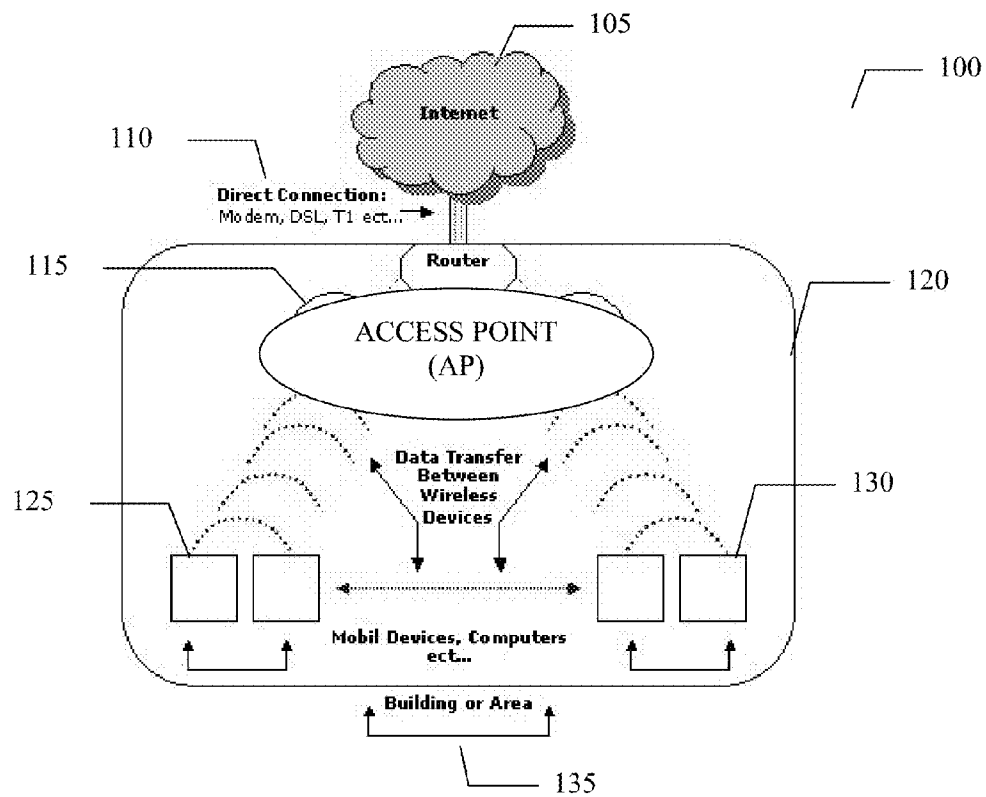 105
100
Internet
110
Direct Connection:
Modem, DSL, T1 ect...
115
Router
120
ACCESS POINT
(AP)
Data Transfer
Between
Wireless
Devices
125
130
Mobil Devices, Computers
ect...
Building or Area
135